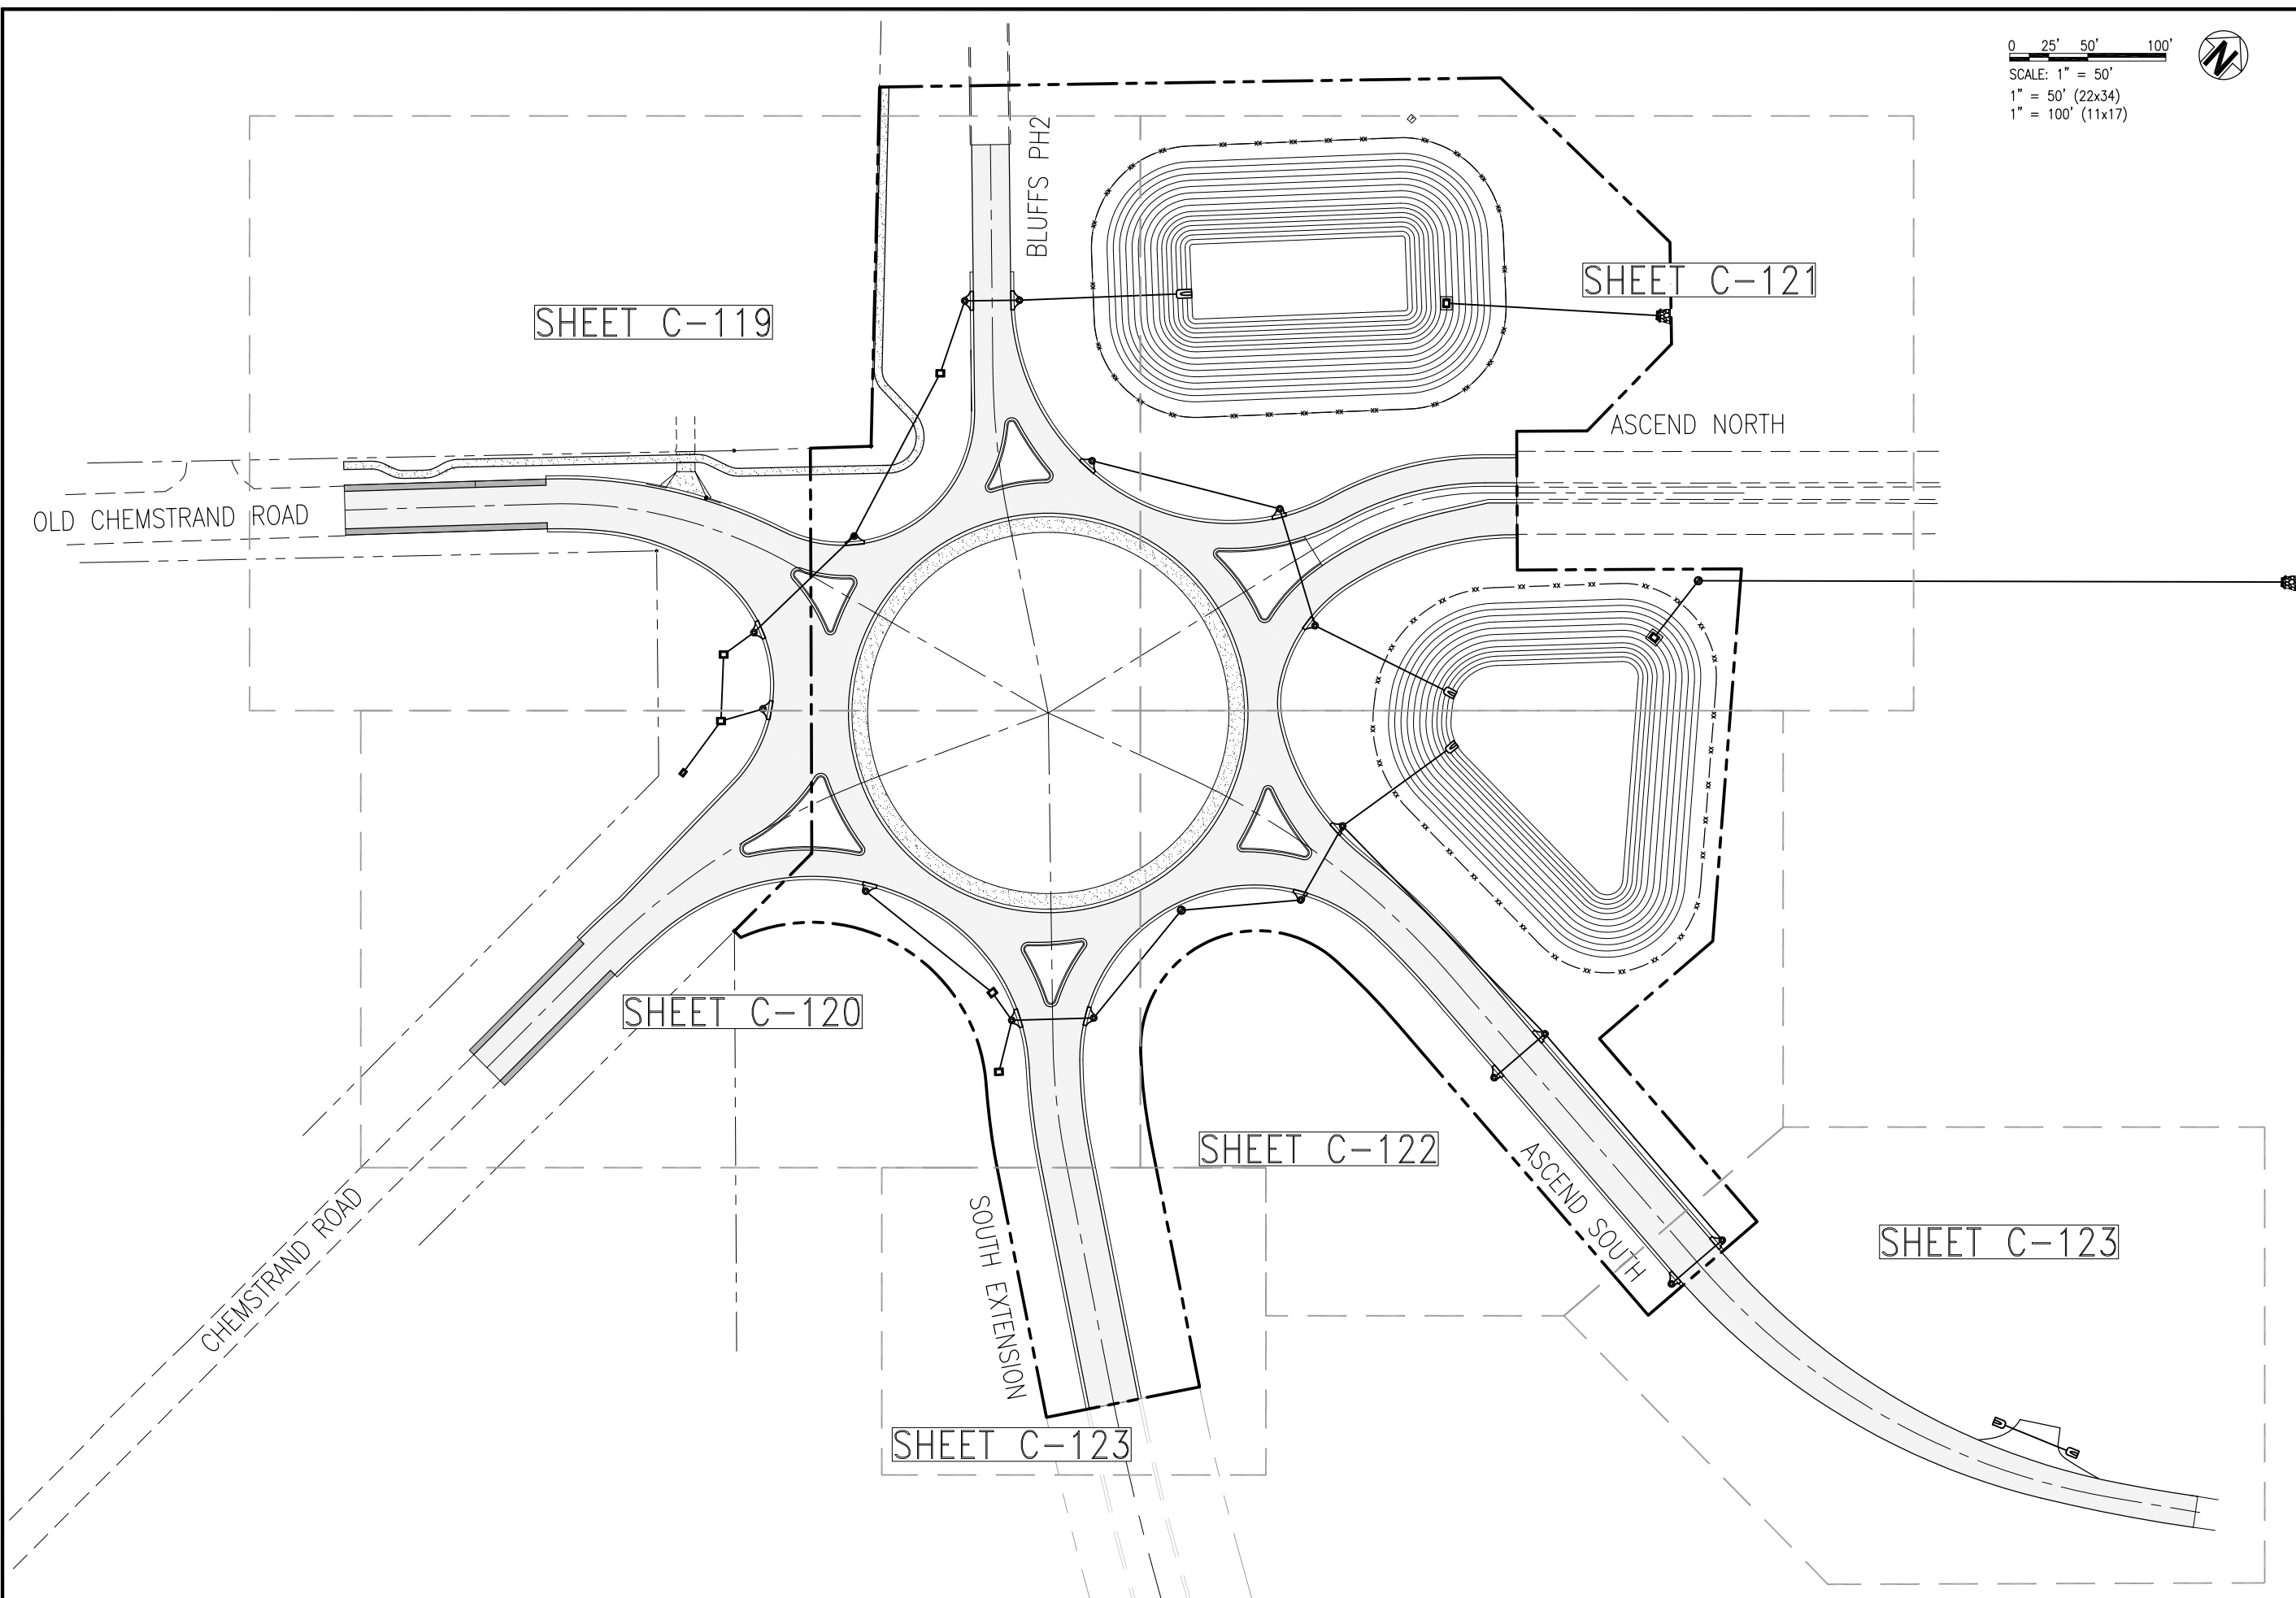 0 25' 50' 100'
N
SCALE: 1" = 50'
1" = 50' (22x34)
1" = 100' (11x17)
BLUFFS PH2
SHEET C-121
SHEET C-119
ASCEND NORTH
OLD CHEMSTRAND ROAD
SHEET C-120
SHEET C-122
ASCEND SOUTH
SOUTH EXTENSION
CHEMSTRAND ROAD
SHEET C-123
SHEET C-123